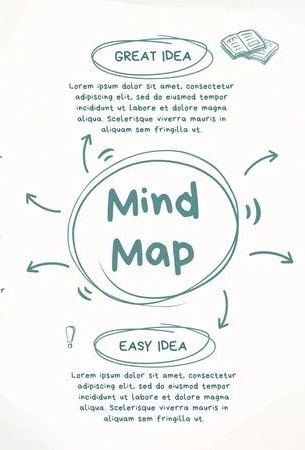 GREAT IDEA
Lorem ipsum dolor sit amet, consectetur
adipiscing elit, sed do eiusmod tempor
incididunt ut labore et dolore magna
aliqua. Scelerisque viverra mauris in
aliquam sem fringilla ut.
Mind
Map
EASY IDEA
Lorem ipsum dolor sit amet, consectetur
adipiscing elit, sed do eiusmod tempor
incididunt ut labore et dolore magna
aliqua. Scelerisque viverra mauris in
aliquam sem fringilla ut.